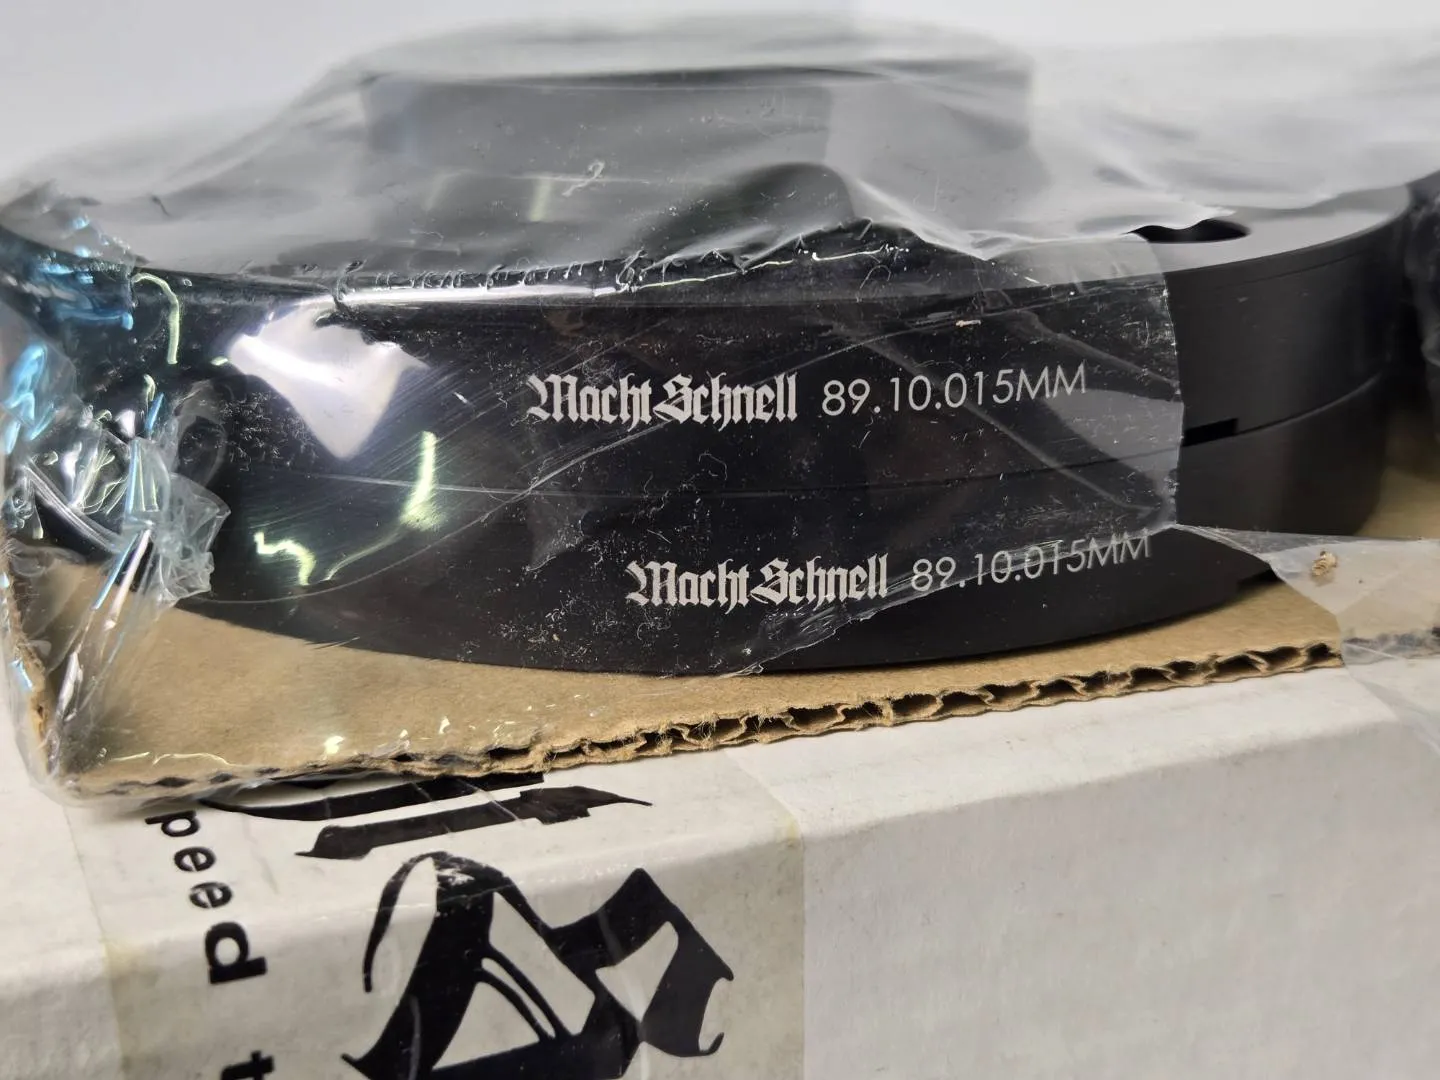 Macht Schnell 89.10.015MM
Macht Schnell 89.10.015MM
peed t